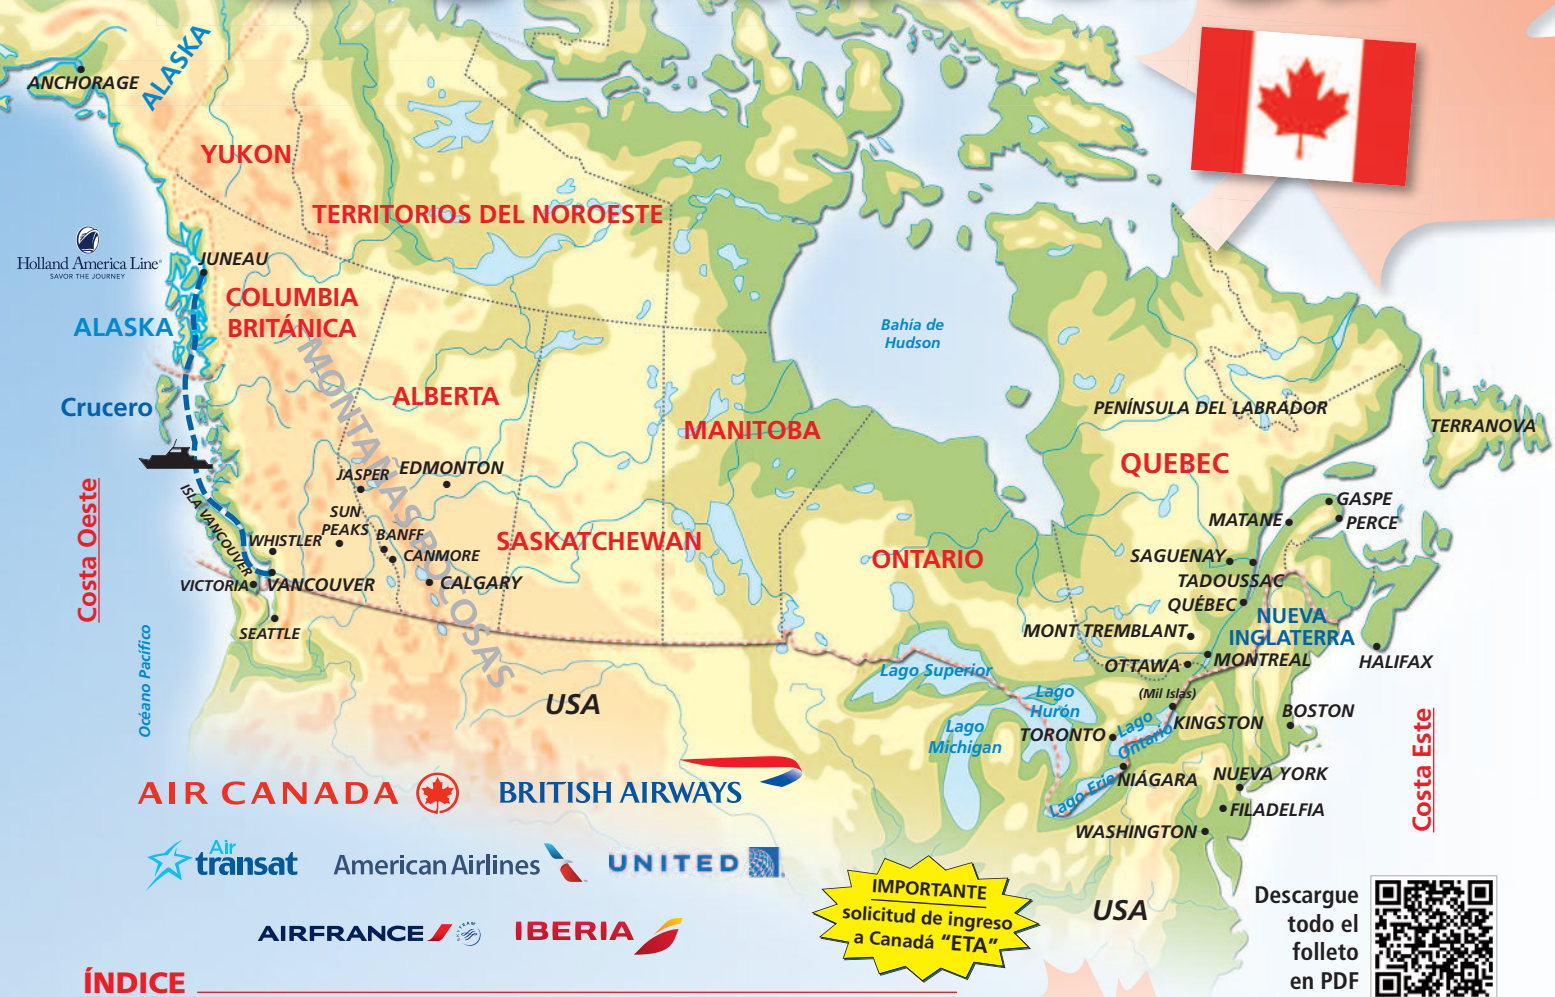 ANCHORAGE
ALASKA
YUKON
TERRITORIOS DEL NOROESTE
Holland America Line®
SAVOR THE JOURNEY
JUNEAU
COLUMBIA
BRITÁNICA
ALASKA
Crucero
MONTAÑAS ROCOSAS
ALBERTA
Bahía de
Hudson
MANITOBA
PENÍNSULA DEL LABRADOR
TERRANOVA
QUEBEC
Costa Oeste
ISLA VANCOUVER
JASPER
EDMONTON
SUN
PEAKS
BANFF
WHISTLER
CANMORE
SASKATCHEWAN
VICTORIA
VANCOUVER
CALGARY
SEATTLE
ONTARIO
GASPE
MATANE
PERCE
SAGUENAY
TADOUSSAC
QUÉBEC
NUEVA
INGLATERRA
MONT TREMBLANT
OTTAWA
MONTREAL
HALIFAX
Océano Pacífico
USA
Lago Superior
(Mil Islas)
Lago
Hurón
Lago
Michigan
TORONTO
Lago
Ontario
KINGSTON
BOSTON
Lago Erie
NIÁGARA
NUEVA YORK
FILADELFIA
WASHINGTON
Costa Este
USA
AIR CANADA
BRITISH AIRWAYS
Air
transat
American Airlines
UNITED
AIRFRANCE
IBERIA
IMPORTANTE
solicitud de ingreso
a Canadá “ETA”
Descargue
todo el
folleto
en PDF
ÍNDICE